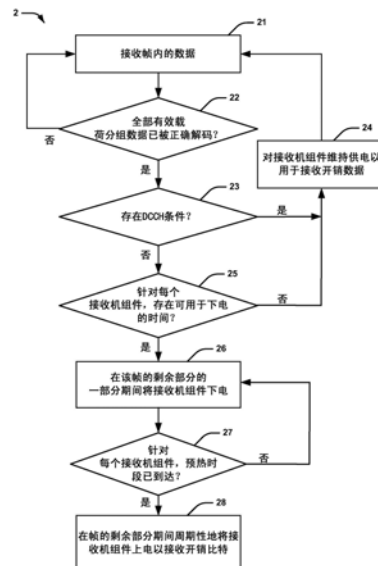 2
21
接收帧内的数据
22
全部有效载
荷分组数据已被正确解码？
否
是
24
对接收机组件维持供电以
用于接收开销数据
23
存在DCCH条件？
是
否
25
针对每个
接收机组件，存在可用于下电
的时间？
否
是
26
在该帧的剩余部分的
一部分期间将接收机组件下电
27
针对
每个接收机组件，预热时
段已到达？
否
是
28
在帧的剩余部分期间周期性地将接
收机组件上电以接收开销比特